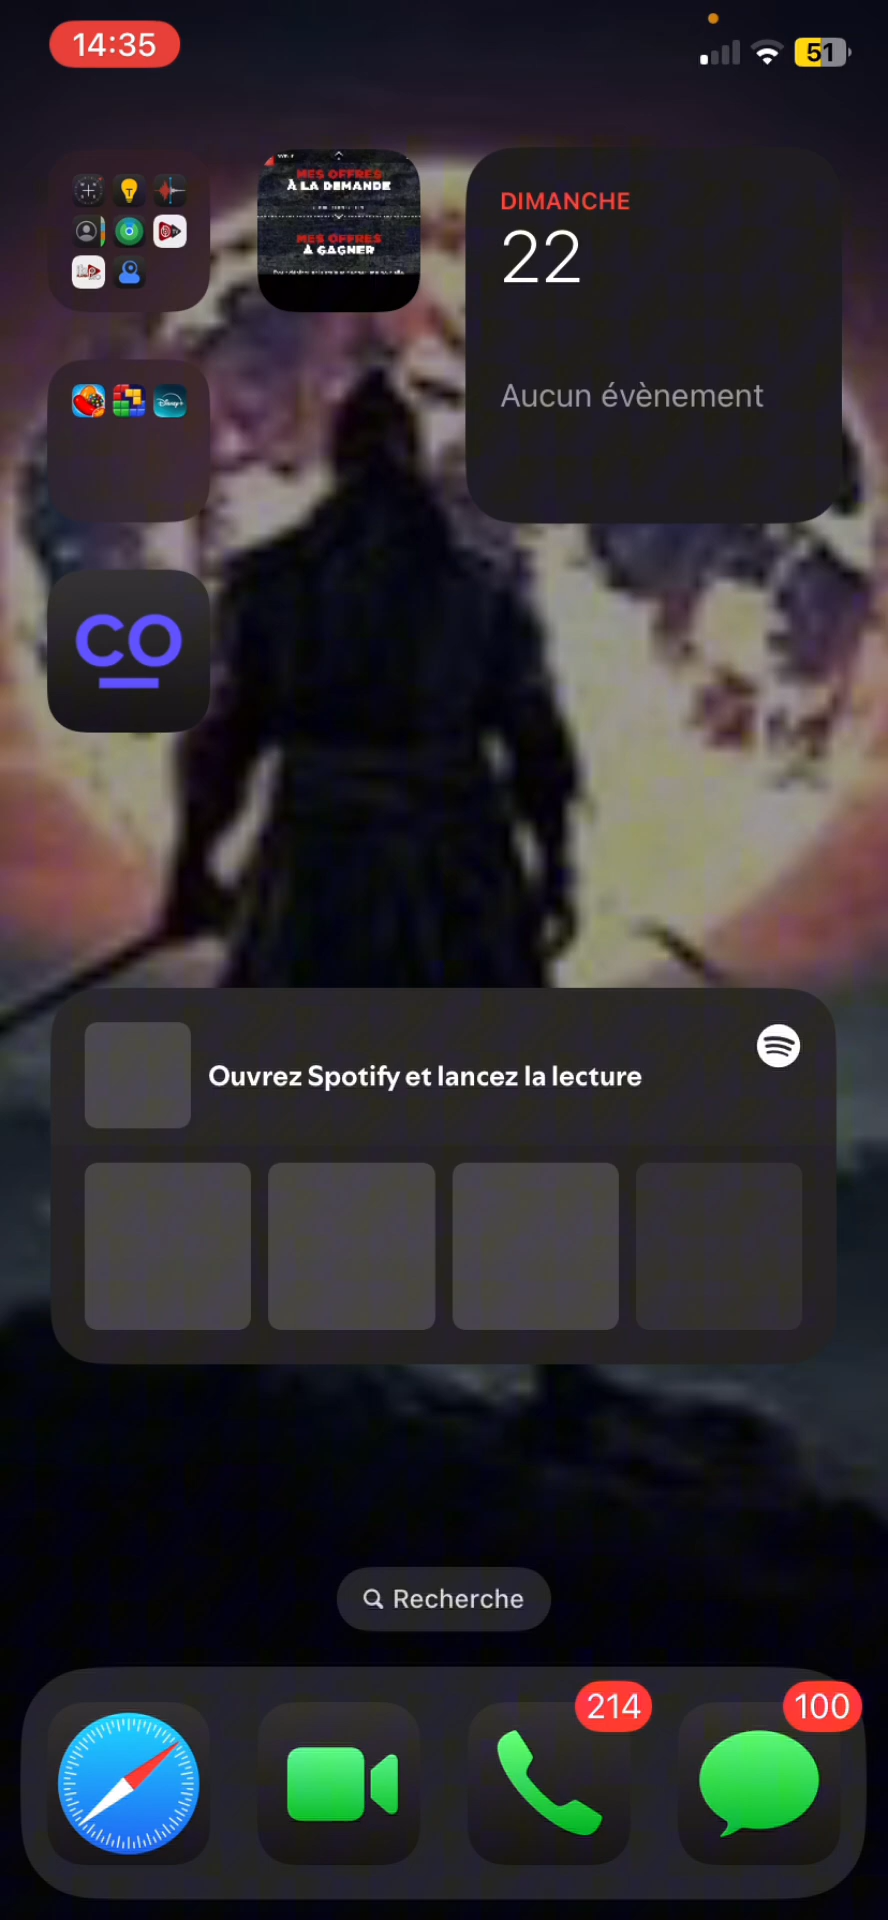 14:35
51
MES OFFRES
À LA DEMANDE
MES OFFRES
À GAGNER
DIMANCHE
22
Aucun évènement
Disney+
CO
Ouvrez Spotify et lancez la lecture
Recherche
214
100